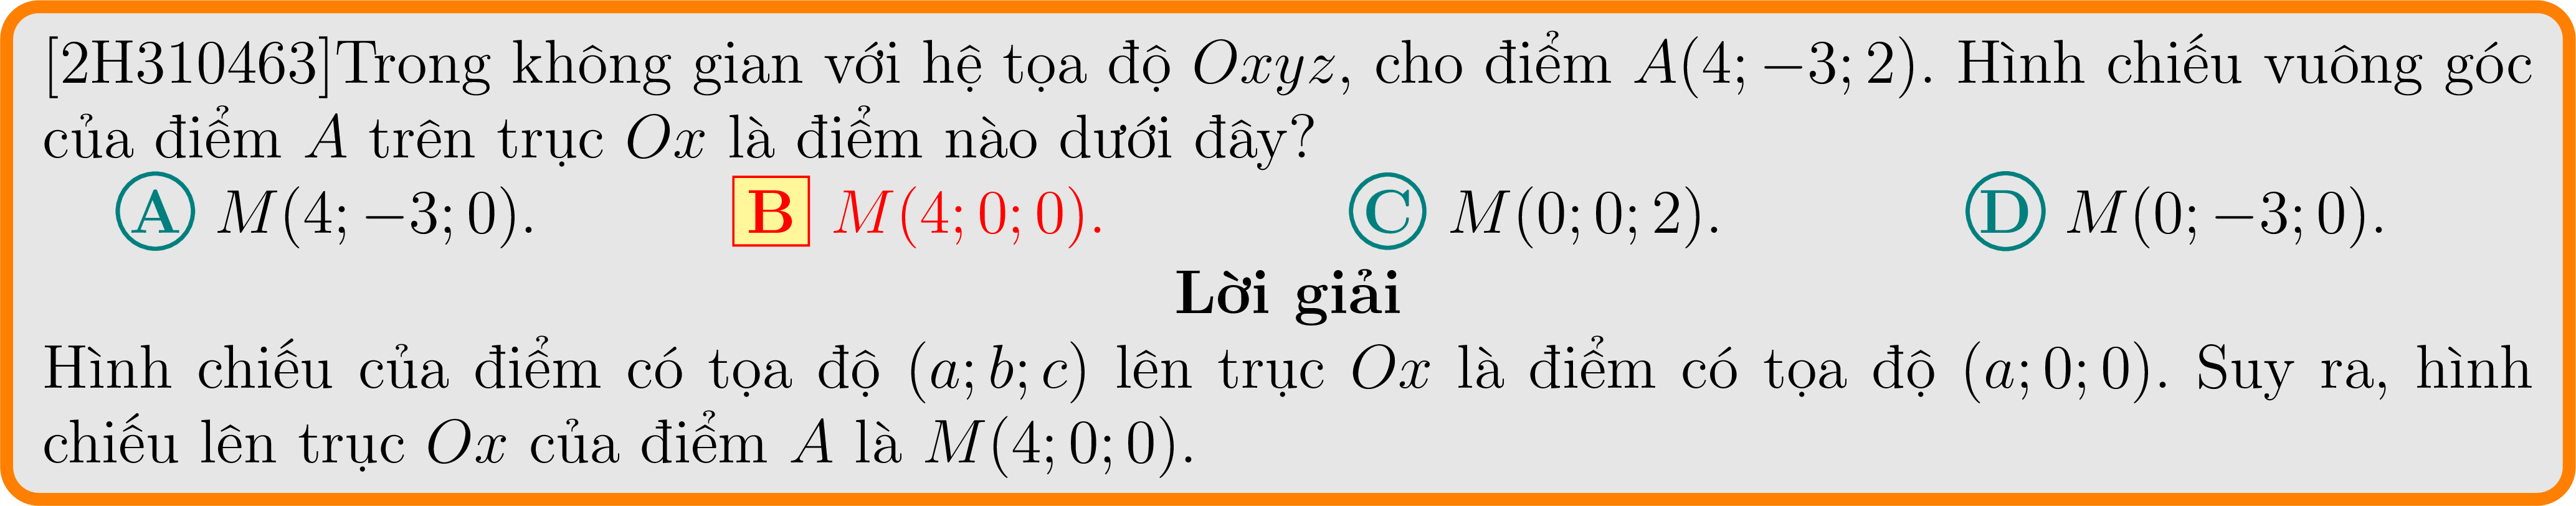 [2H310463]Trong không gian với hệ tọa độ Oxyz, cho điểm A(4; −3; 2). Hình chiếu vuông góc
của điểm A trên trục Ox là điểm nào dưới đây?
A M(4; −3; 0). B M(4; 0; 0). C M(0; 0; 2). D M(0; −3; 0).
Lời giải
Hình chiếu của điểm có tọa độ (a; b; c) lên trục Ox là điểm có tọa độ (a; 0; 0). Suy ra, hình
chiếu lên trục Ox của điểm A là M(4; 0; 0).